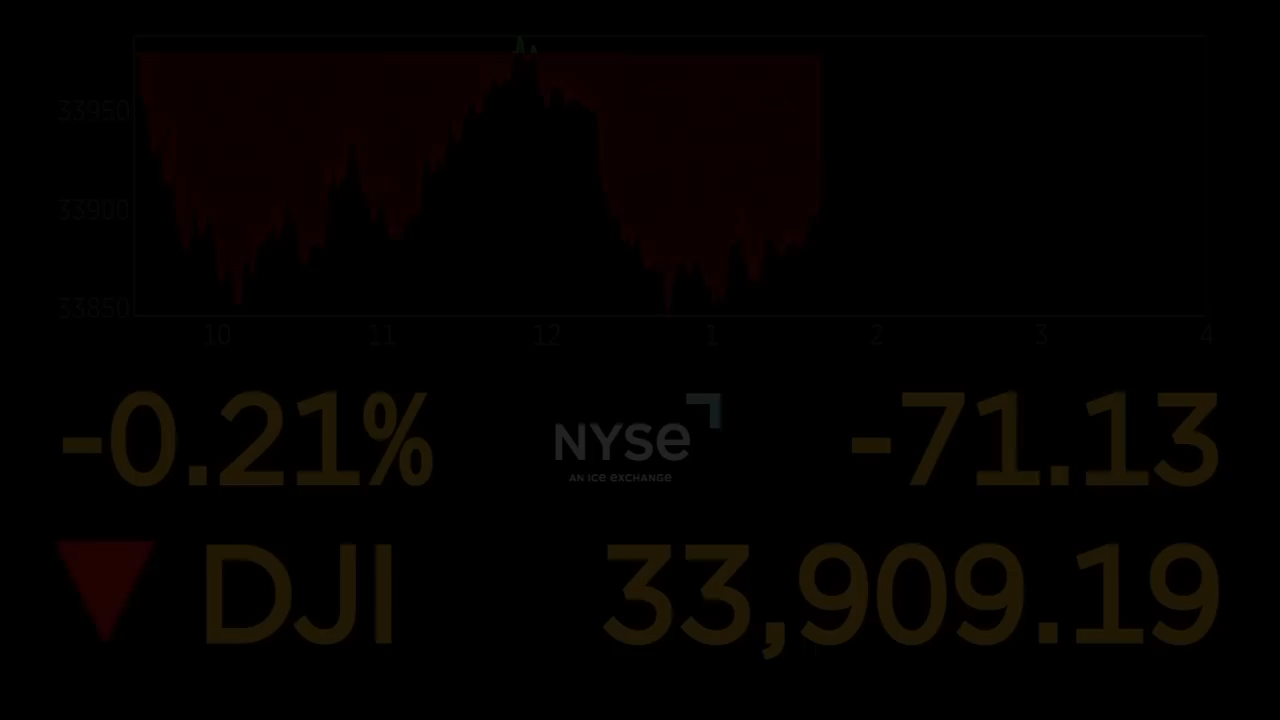 33950
33900
33850
10 11 12 1 2 3 4
-0.21% NYSE -71.13
AN ICE EXCHANGE
DJI 33,909.19